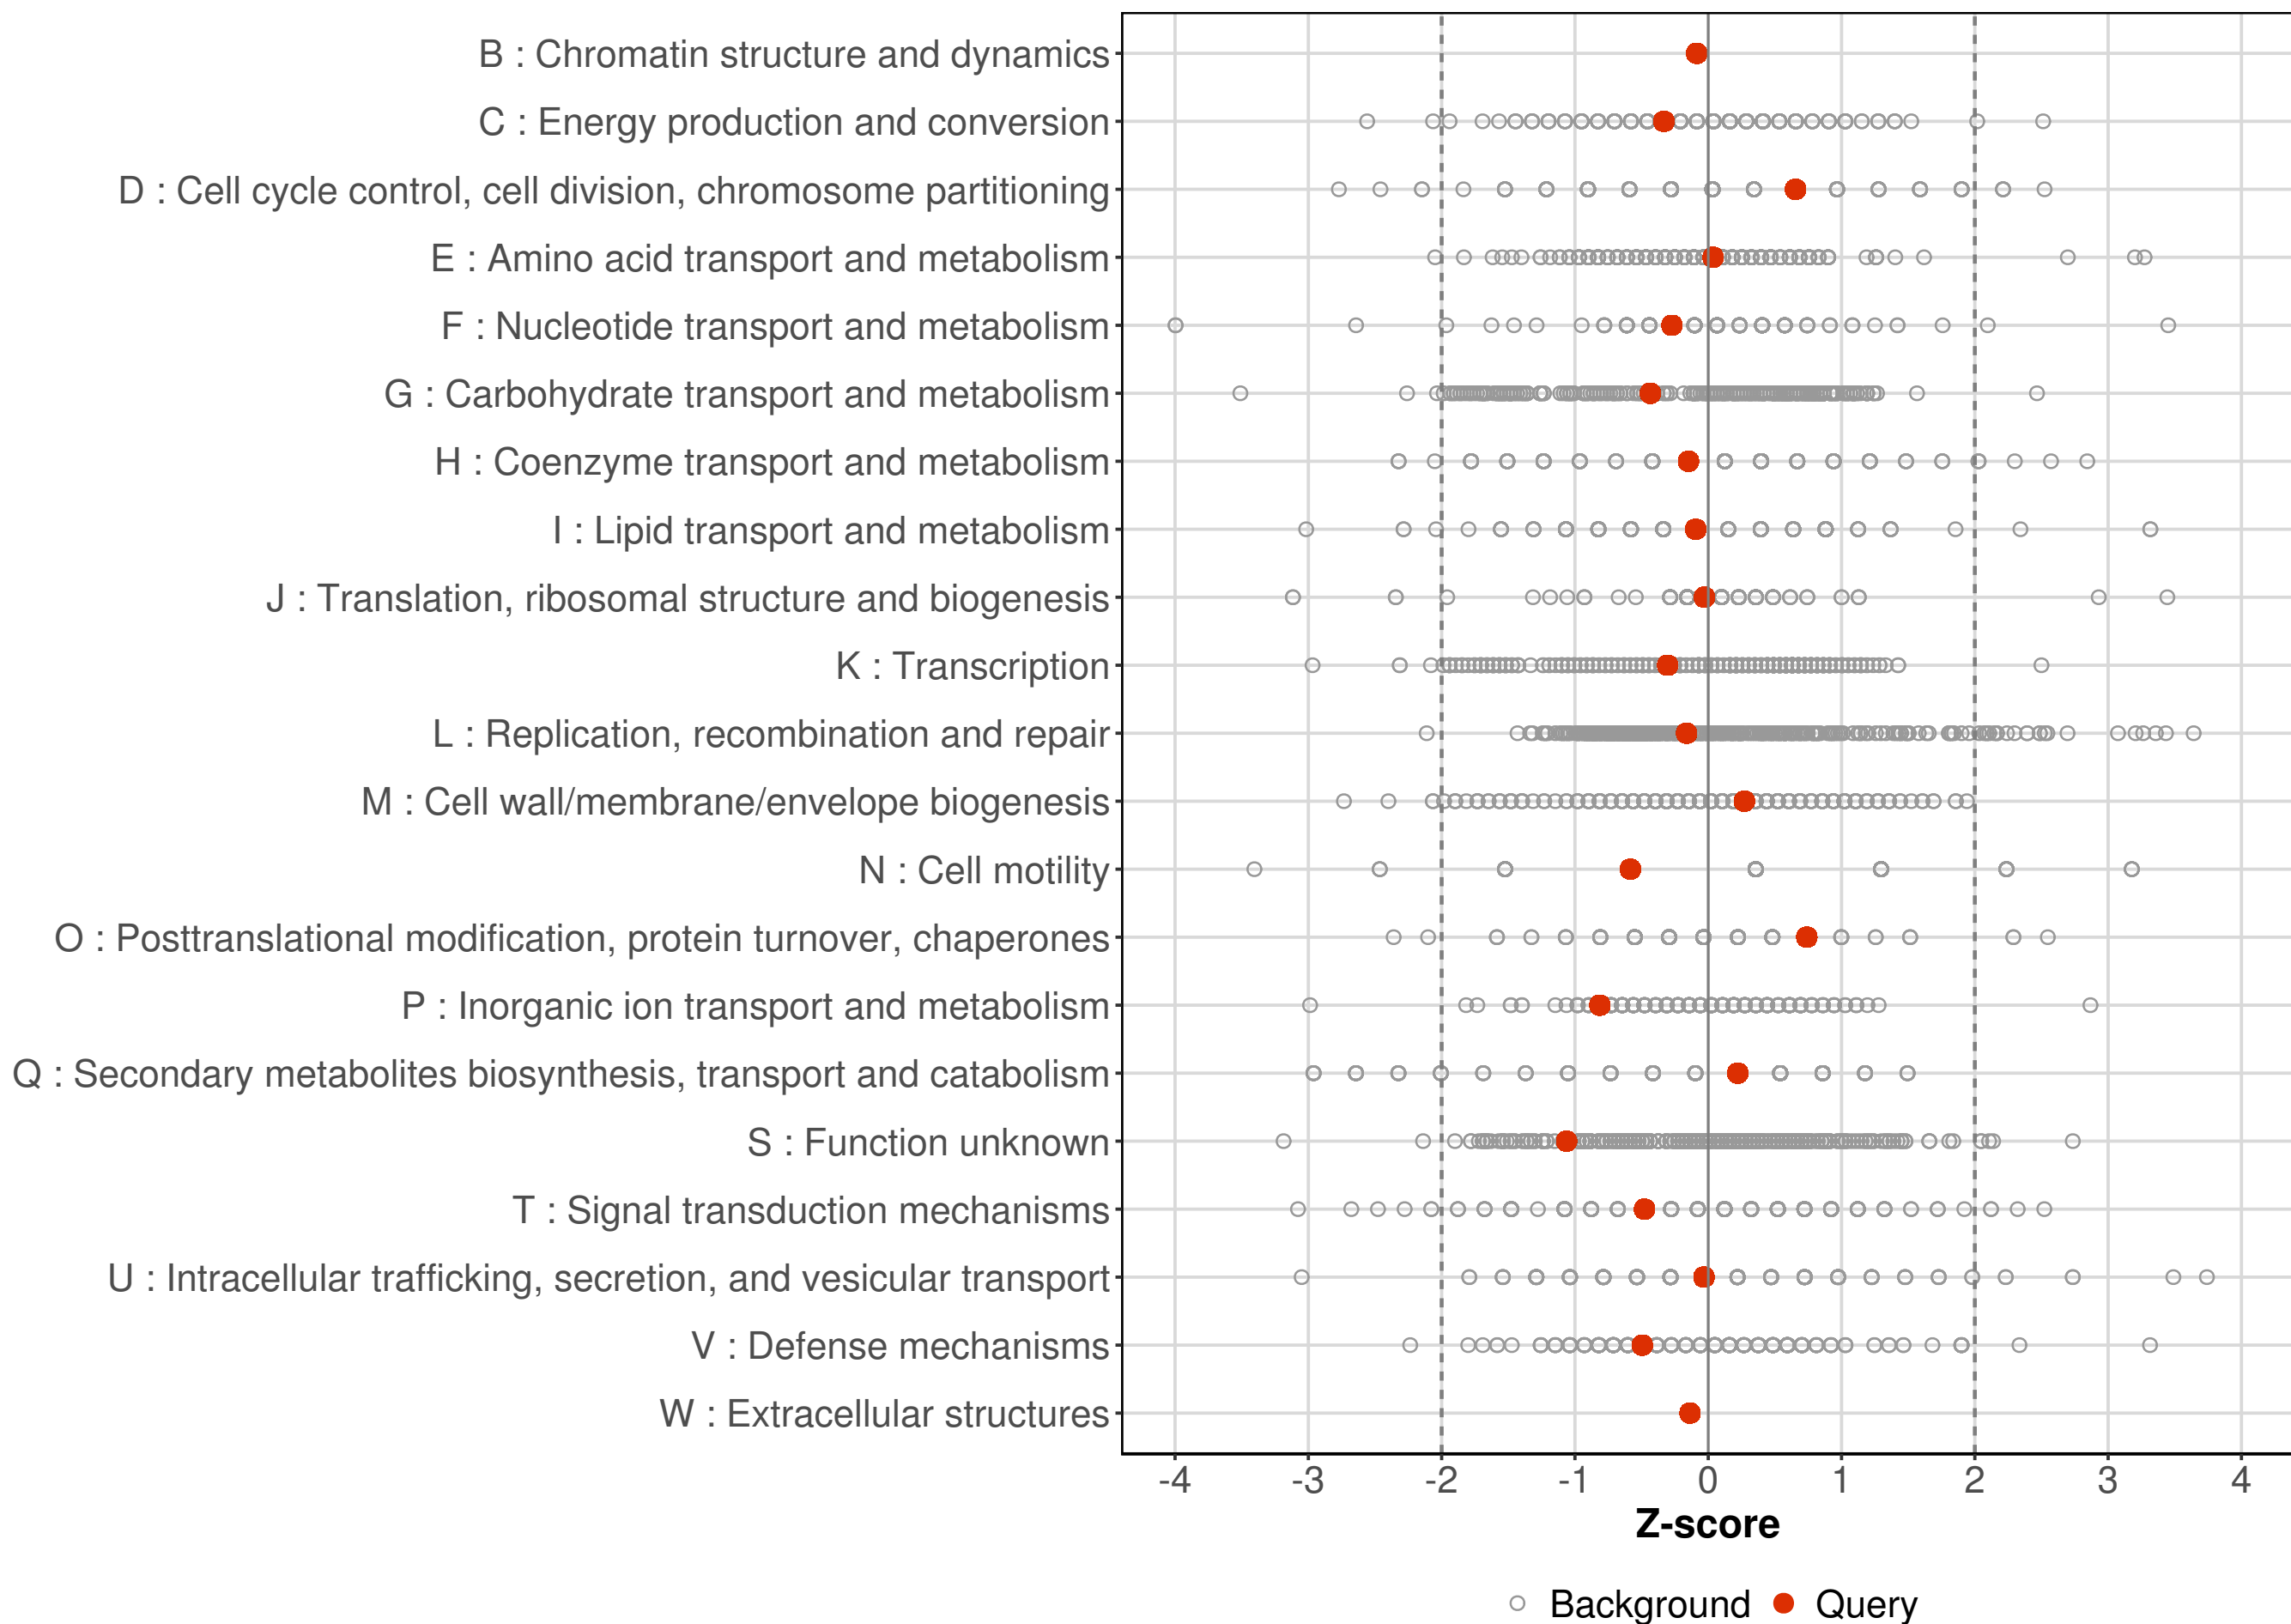 B : Chromatin structure and dynamics
C : Energy production and conversion
D : Cell cycle control, cell division, chromosome partitioning
E : Amino acid transport and metabolism
F : Nucleotide transport and metabolism
G : Carbohydrate transport and metabolism
H : Coenzyme transport and metabolism
I : Lipid transport and metabolism
J : Translation, ribosomal structure and biogenesis
K : Transcription
L : Replication, recombination and repair
M : Cell wall/membrane/envelope biogenesis
N : Cell motility
O : Posttranslational modification, protein turnover, chaperones
P : Inorganic ion transport and metabolism
Q : Secondary metabolites biosynthesis, transport and catabolism
S : Function unknown
T : Signal transduction mechanisms
U : Intracellular trafficking, secretion, and vesicular transport
V : Defense mechanisms
W : Extracellular structures
-4 -3 -2 -1 0 1 2 3 4
Z-score
Background Query